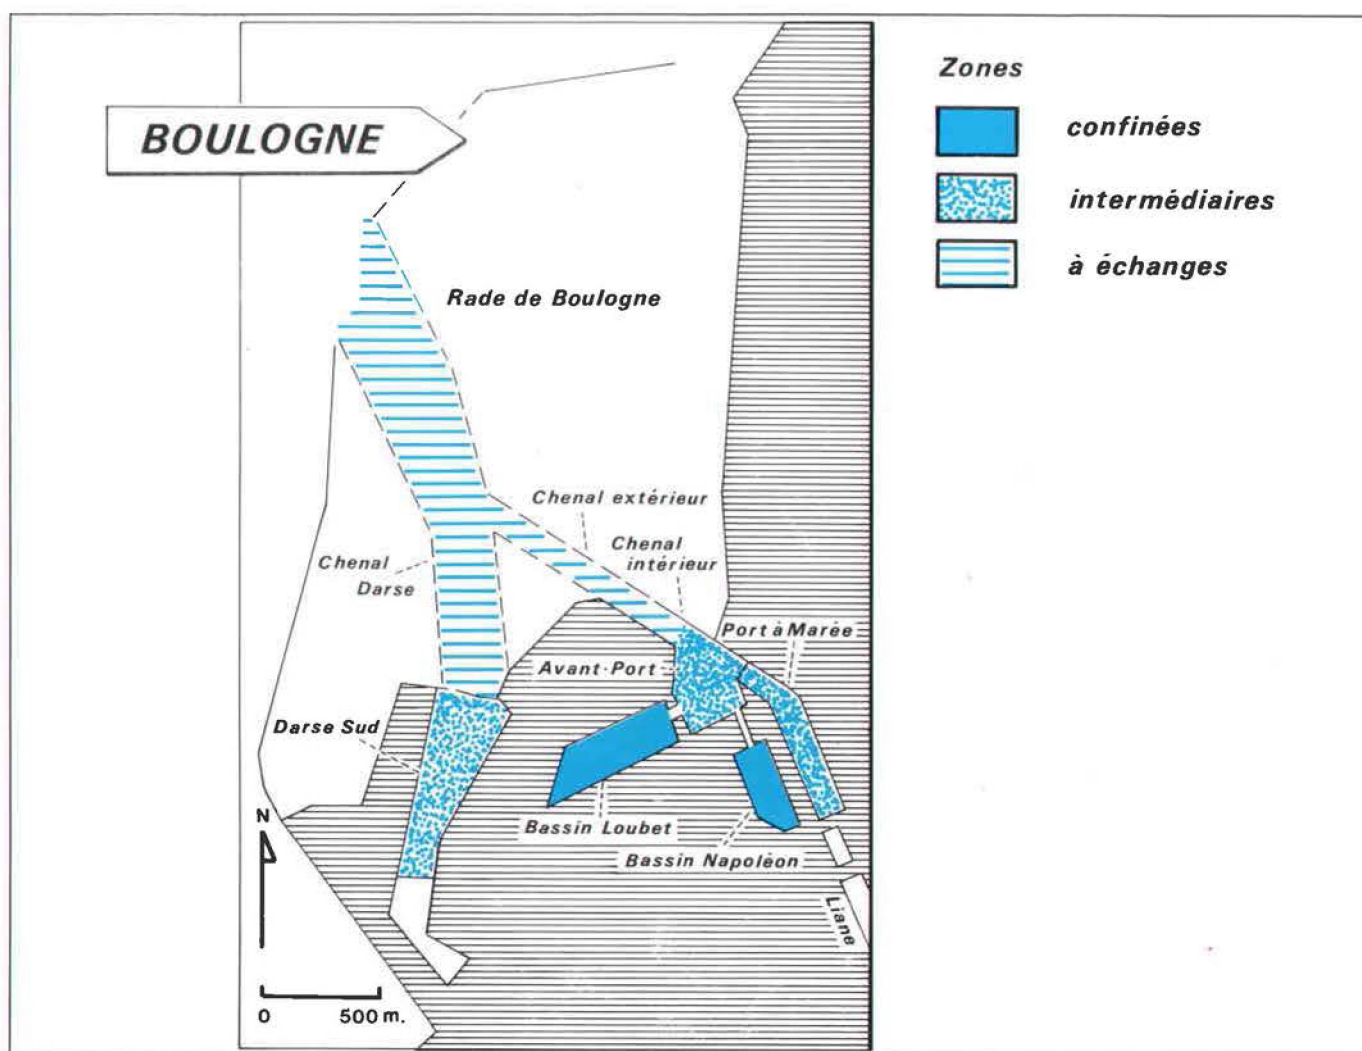 BOULOGNE
Zones
confinées
intermédiaires
à échanges
Rade de Boulogne
Chenal extérieur
Chenal
intérieur
Chenal
Darse
Port à Marée
Avant-Port
Darse Sud
Bassin Loubet
Bassin Napoléon
Liane
N
0 500 m.